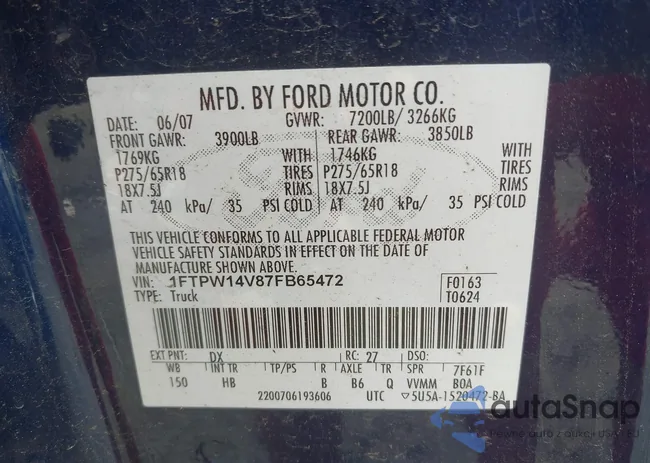 MFD. BY FORD MOTOR CO.
DATE: 06/07 GVWR: 7200LB/ 3266KG
FRONT GAWR: 3900LB REAR GAWR: 3850LB
1769KG WITH 1746KG WITH
P275/65R18 TIRES P275/65R18 TIRES
18X7.5J RIMS 18X7.5J RIMS
AT 240 kPa/ 35 PSI COLD AT 240 kPa/ 35 PSI COLD
THIS VEHICLE CONFORMS TO ALL APPLICABLE FEDERAL MOTOR
VEHICLE SAFETY STANDARDS IN EFFECT ON THE DATE OF
MANUFACTURE SHOWN ABOVE.
VIN: 1FTPW14V87FB65472 F0163
TYPE: Truck T0624
EXT PNT: DX RC: 27 DSO:
WB INT TR TP/PS R AXLE TR SPR 7F61F
150 HB B B6 Q VVMM BOA
2200706193606 UTC ▽5U5A-1520472-BA
autoSnap